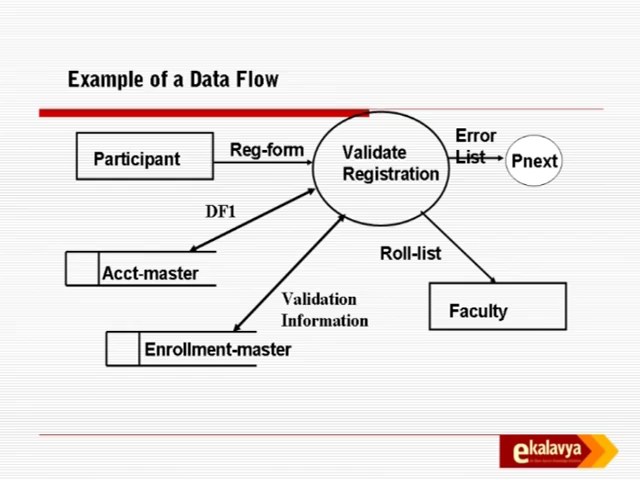 Example of a Data Flow
Participant
Reg-form
Validate
Registration
Error
List
Pnext
DF1
Acct-master
Roll-list
Validation
Information
Faculty
Enrollment-master
ekalavya